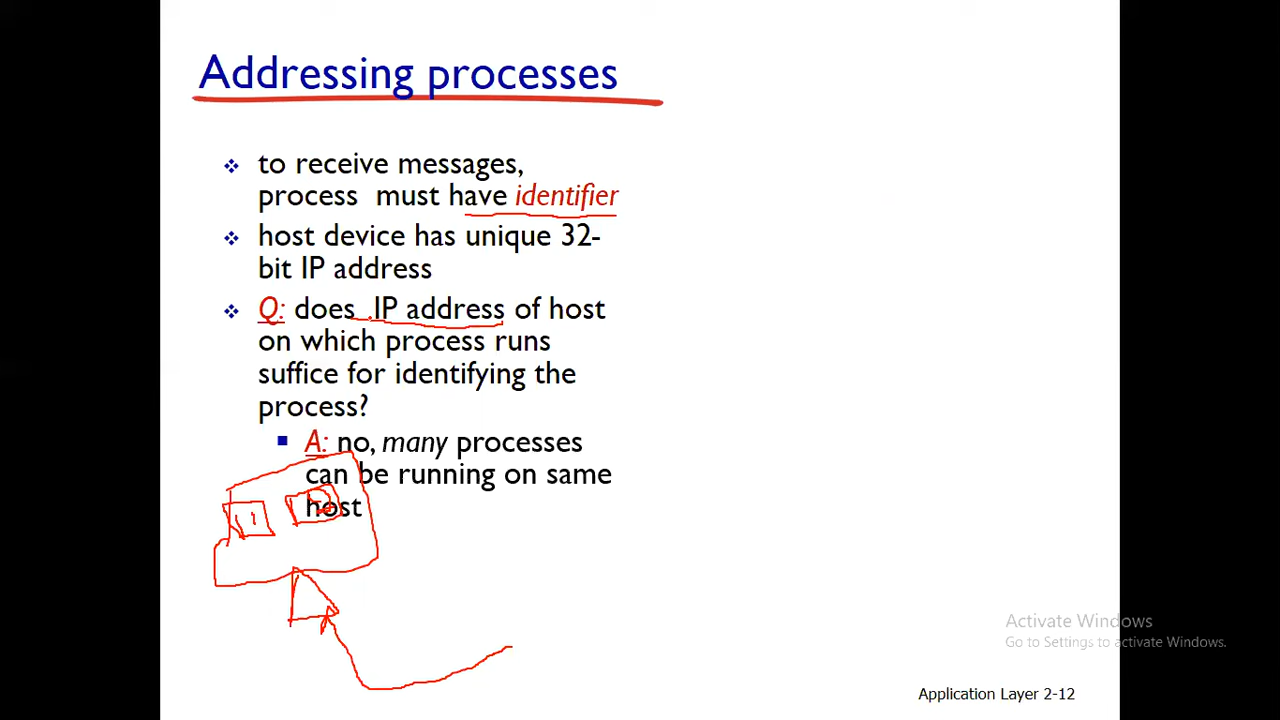 Addressing processes
❖ to receive messages,
process must have identifier
❖ host device has unique 32-
bit IP address
❖ Q: does IP address of host
on which process runs
suffice for identifying the
process?
▪ A: no, many processes
can be running on same
host
Activate Windows
Go to Settings to activate Windows.
Application Layer 2-12